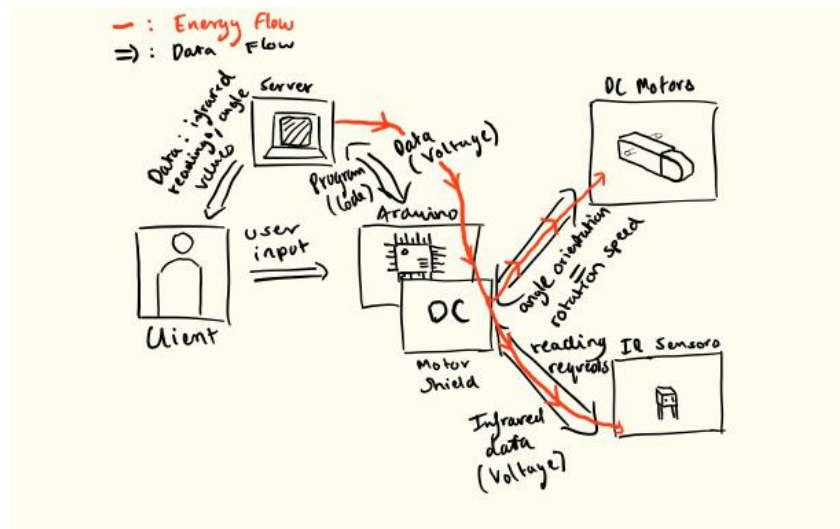 — : Energy Flow
⇒ : Data Flow
Server
Data : infrared
readings, angle
values
Program
(Code)
Data
(Voltage)
DC Motors
Arduino
user
input
Client
DC
Motor
Shield
angle orientation
=
rotation speed
reading
requests
IR Sensors
Infrared
data
(Voltage)